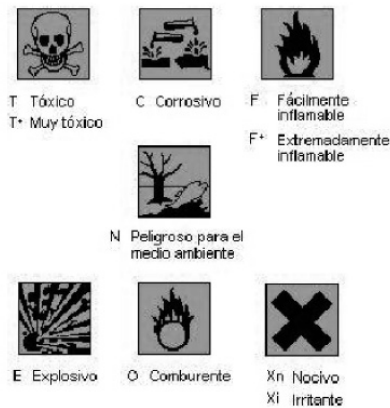 T Tóxico
T+ Muy tóxico
C Corrosivo
F Fácilmente
inflamable
F+ Extremadamente
inflamable
N Peligroso para el
medio ambiente
E Explosivo
O Comburente
Xn Nocivo
Xi Irritante